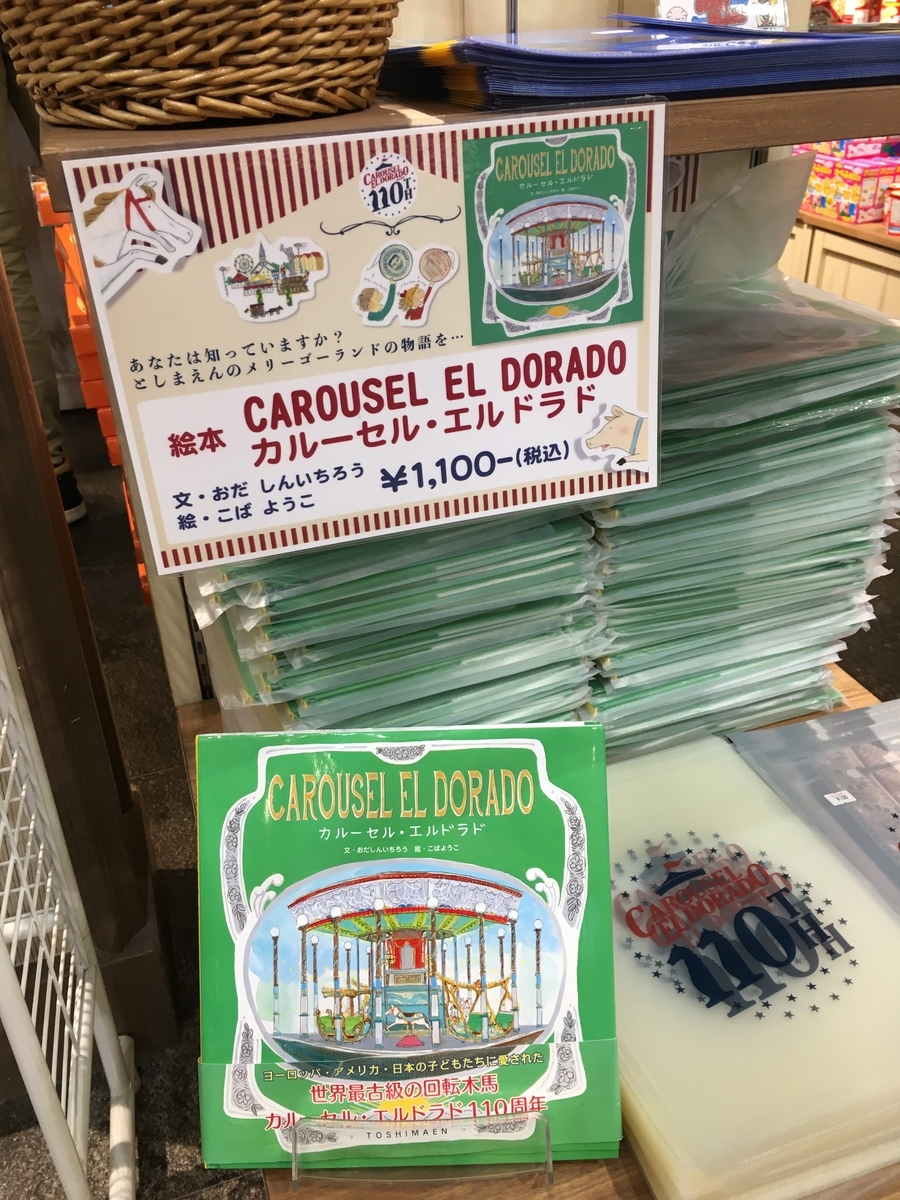 CAROUSEL
EL DORADO
110TH
CAROUSEL EL DORADO
カルーセル・エルドラド
あなたは知っていますか？
としまえんのメリーゴーランドの物語を…
絵本
CAROUSEL EL DORADO
カルーセル・エルドラド
文・おだ しんいちろう
絵・こば ようこ
¥1,100-(税込)
CAROUSEL EL DORADO
カルーセル・エルドラド
文・おだしんいちろう 絵・こばようこ
ヨーロッパ・アメリカ・日本の子どもたちに愛された
世界最古級の回転木馬
カルーセル・エルドラド110周年
TOSHIMAEN
CAROUSEL
EL DORADO
110TH